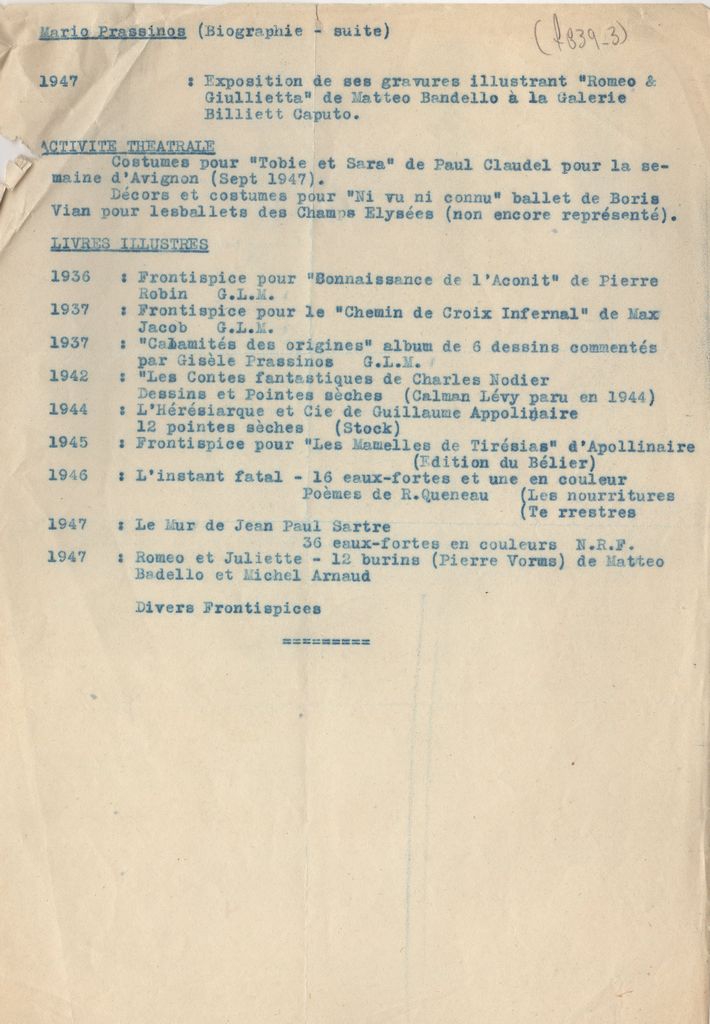 Mario Prassinos (Biographie - suite)
(f839-3)
1947 : Exposition de ses gravures illustrant "Romeo &
Giullietta" de Matteo Bandello à la Galerie
Billiett Caputo.
ACTIVITE THEATRALE
Costumes pour "Tobie et Sara" de Paul Claudel pour la se-
maine d'Avignon (Sept 1947).
Décors et costumes pour "Ni vu ni connu" ballet de Boris
Vian pour lesballets des Champs Elysées (non encore représenté).
LIVRES ILLUSTRES
1936 : Frontispice pour "Bonnaissance de l'Aconit" de Pierre
Robin G.L.M.
1937 : Frontispice pour le "Chemin de Croix Infernal" de Max
Jacob G.L.M.
1937 : "Calamités des origines" album de 6 dessins commentés
par Gisèle Prassinos G.L.M.
1942 : "Les Contes fantastiques de Charles Nodier
Dessins et Pointes sèches (Calman Lévy paru en 1944)
1944 : L'Hérésiarque et Cie de Guillaume Appolinaire
12 pointes sèches (Stock)
1945 : Frontispice pour "Les Mamelles de Tirésias" d'Apollinaire
(Edition du Bélier)
1946 : L'instant fatal - 16 eaux-fortes et une en couleur
Poèmes de R.Queneau (Les nourritures
(Te rrestres
1947 : Le Mur de Jean Paul Sartre
36 eaux-fortes en couleurs N.R.F.
1947 : Romeo et Juliette - 12 burins (Pierre Vorms) de Matteo
Badello et Michel Arnaud
Divers Frontispices
=========